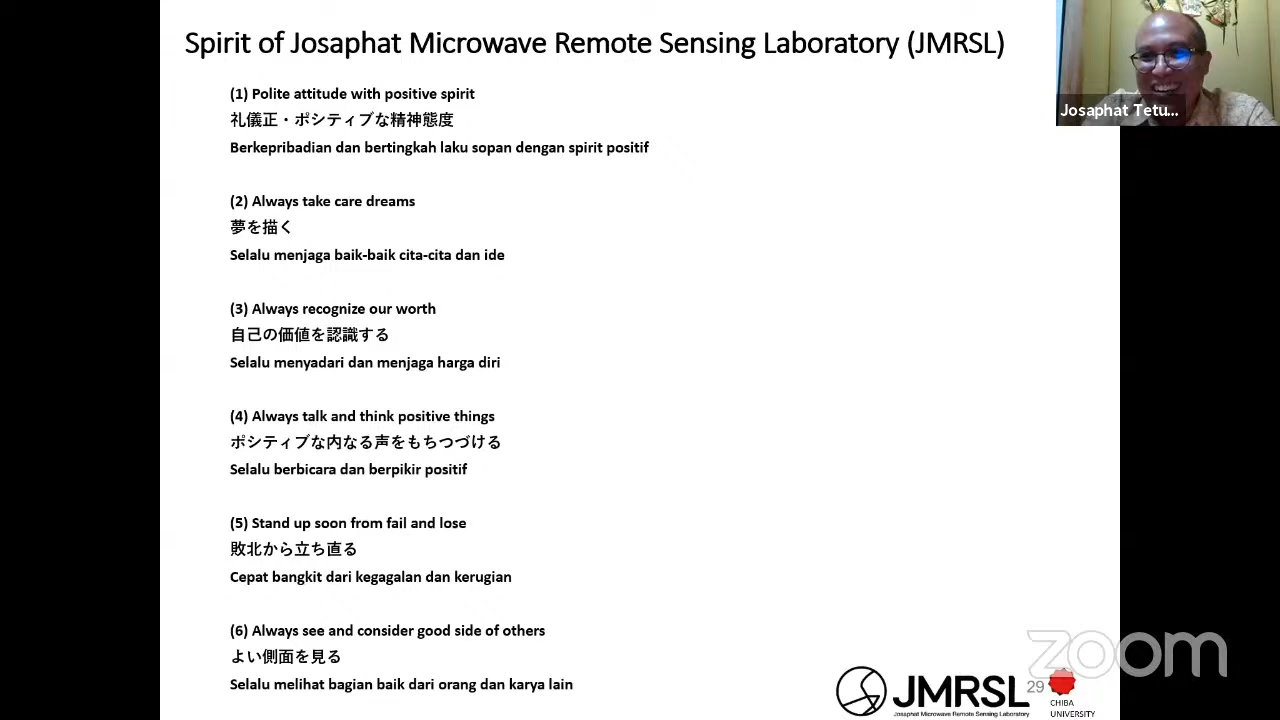 Spirit of Josaphat Microwave Remote Sensing Laboratory (JMRSL)
Josaphat Tetu...
(1) Polite attitude with positive spirit
礼儀正・ポシティブな精神態度
Berkepribadian dan bertingkah laku sopan dengan spirit positif
(2) Always take care dreams
夢を描く
Selalu menjaga baik-baik cita-cita dan ide
(3) Always recognize our worth
自己の価値を認識する
Selalu menyadari dan menjaga harga diri
(4) Always talk and think positive things
ポシティブな内なる声をもちつづける
Selalu berbicara dan berpikir positif
(5) Stand up soon from fail and lose
敗北から立ち直る
Cepat bangkit dari kegagalan dan kerugian
(6) Always see and consider good side of others
よい側面を見る
Selalu melihat bagian baik dari orang dan karya lain
zoom
JMRSL
Josaphat Microwave Remote Sensing Laboratory
29
CHIBA
UNIVERSITY